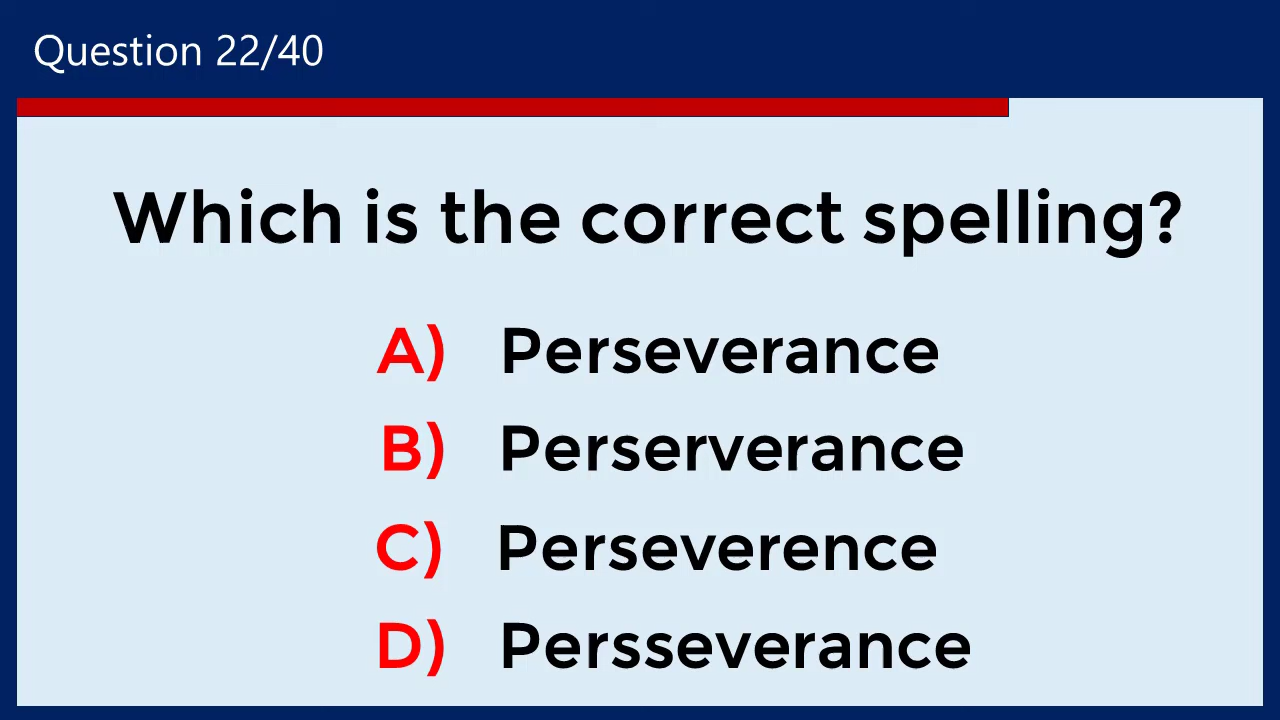 Question 22/40
Which is the correct spelling?
A) Perseverance
B) Perserverance
C) Perseverence
D) Persseverance